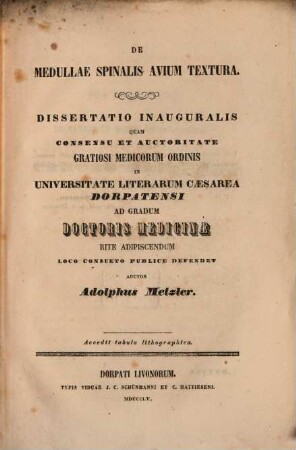 DE
MEDULLAE SPINALIS AVIUM TEXTURA.
DISSERTATIO INAUGURALIS
QUAM
CONSENSU ET AUCTORITATE
GRATIOSI MEDICORUM ORDINIS
IN
UNIVERSITATE LITERARUM CÆSAREA
DORPATENSI
AD GRADUM
DOCTORIS MEDICINÆ
RITE ADIPISCENDUM
LOCO CONSUETO PUBLICE DEFENDET
AUCTOR
Adolphus Metzler.
Accedit tabula lithographica.
DORPATI LIVONORUM.
TYPIS VIDUAE J. C. SCHÜNMANNI ET C. MATTIESENI.
MDCCCLV.